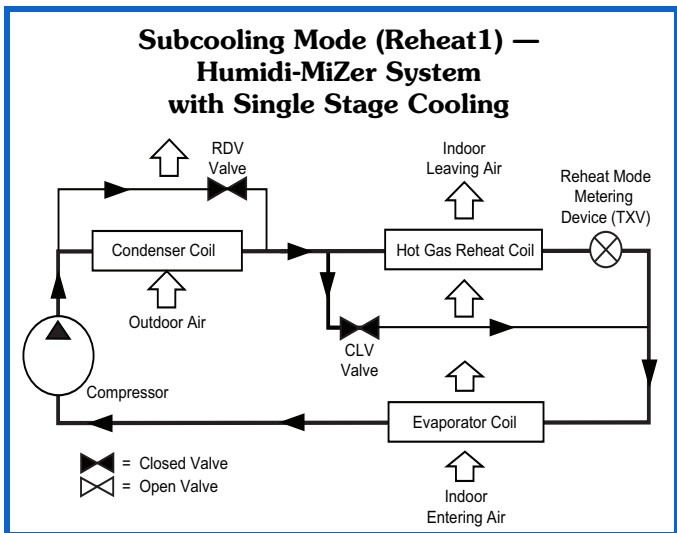 Subcooling Mode (Reheat1) —
Humidi-MiZer System
with Single Stage Cooling
RDV
Valve
Indoor
Leaving Air
Reheat Mode
Metering
Device (TXV)
Condenser Coil
Hot Gas Reheat Coil
Outdoor Air
CLV
Valve
Compressor
Evaporator Coil
= Closed Valve
= Open Valve
Indoor
Entering Air